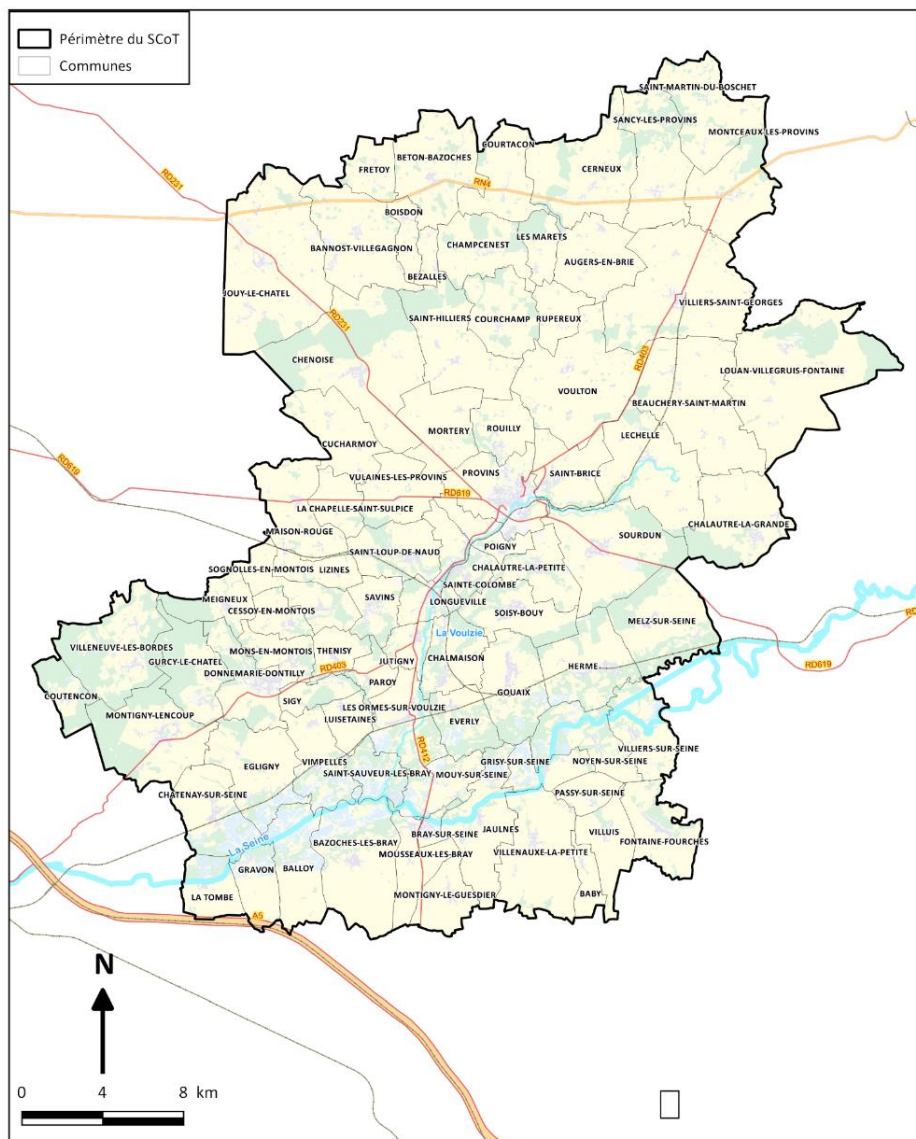 Périmètre du SCoT
Communes
SAINT-MARTIN-DU-BOSCHET
SANCY-LES-PROVINS
MONTCEAUX-LES-PROVINS
COURTACON
BETON-BAZOCHES
FRETOY
CERNEUX
RD231
RN4
BOISDON
LES MARETS
BANNOST-VILLEGAGNON
CHAMPCENEST
AUGERS-EN-BRIE
BEZALLES
JOUY-LE-CHATEL
VILLIERS-SAINT-GEORGES
SAINT-HILLIERS
COURCHAMP
RUPEREUX
RD231
CHENOISE
RD403
LOUAN-VILLEGRUIS-FONTAINE
VOULTON
BEAUCHERY-SAINT-MARTIN
MORTERY
ROUILLY
LECHELLE
CUCHARMOY
RD619
VULAINES-LES-PROVINS
PROVINS
SAINT-BRICE
RD619
LA CHAPELLE-SAINT-SULPICE
CHALAUTRE-LA-GRANDE
MAISON-ROUGE
SOURDUN
SAINT-LOUP-DE-NAUD
POIGNY
SOGNOLLES-EN-MONTOIS
LIZINES
CHALAUTRE-LA-PETITE
SAINTE-COLOMBE
MEIGNEUX
SAVINS
LONGUEVILLE
CESSOY-EN-MONTOIS
SOISY-BOUY
RD
MELZ-SUR-SEINE
La Voulzie
VILLENEUVE-LES-BORDES
MONS-EN-MONTOIS
THENISY
GURCY-LE-CHATEL
JUTIGNY
CHALMAISON
RD619
DONNEMARIE-DONTILLY
RD403
HERME
PAROY
COUTENCON
GOUAIX
SIGY
LES ORMES-SUR-VOULZIE
MONTIGNY-LENCOUP
LUISETAINES
EVERLY
RD412
VILLIERS-SUR-SEINE
EGLIGNY
VIMPELLES
GRISY-SUR-SEINE
NOYEN-SUR-SEINE
SAINT-SAUVEUR-LES-BRAY
MOUY-SUR-SEINE
CHATENAY-SUR-SEINE
PASSY-SUR-SEINE
BRAY-SUR-SEINE
JAULNES
VILLUIS
La Seine
BAZOCHES-LES-BRAY
FONTAINE-FOURCHES
MOUSSEAUX-LES-BRAY
VILLENAUXE-LA-PETITE
GRAVON
BALLOY
LA TOMBE
MONTIGNY-LE-GUESDIER
BABY
A5
N
0 4 8 km